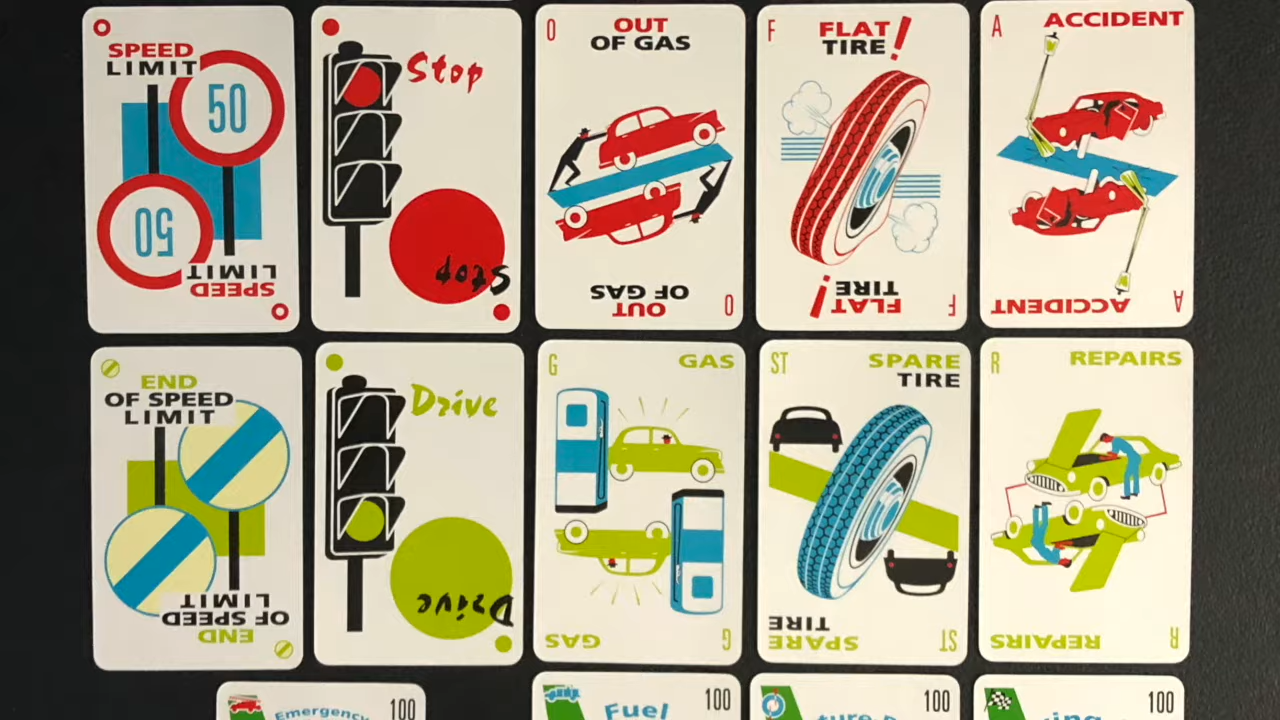 SPEED
LIMIT
50
50
SPEED
LIMIT
Stop
Stop
O
OUT
OF GAS
OUT
OF GAS
O
F
FLAT
TIRE!
FLAT
TIRE!
F
A
ACCIDENT
ACCIDENT
A
END
OF SPEED
LIMIT
END
OF SPEED
LIMIT
Drive
Drive
G
GAS
GAS
G
ST
SPARE
TIRE
SPARE
TIRE
ST
R
REPAIRS
REPAIRS
R
Emergency
100
Fuel
100
100
100